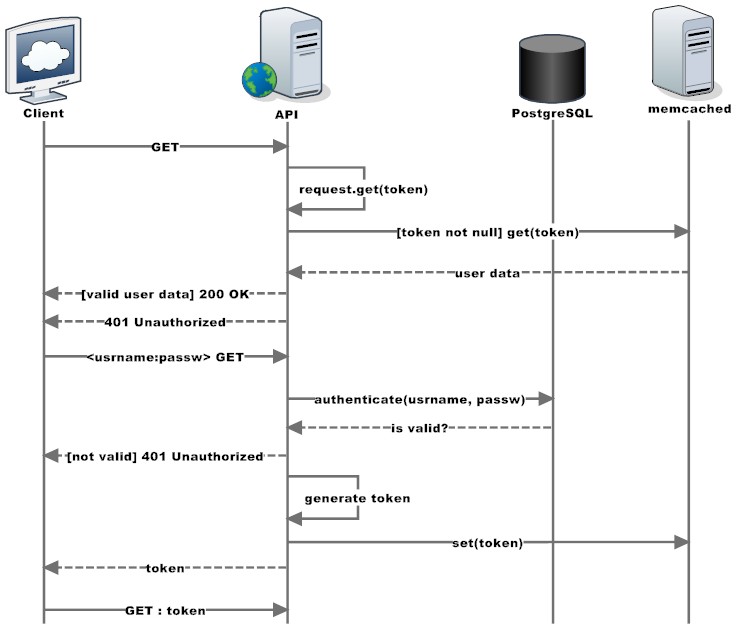 Client
API
PostgreSQL
memcached
GET
request.get(token)
[token not null] get(token)
user data
[valid user data] 200 OK
401 Unauthorized
<usrname:passw> GET
authenticate(usrname, passw)
is valid?
[not valid] 401 Unauthorized
generate token
set(token)
token
GET : token